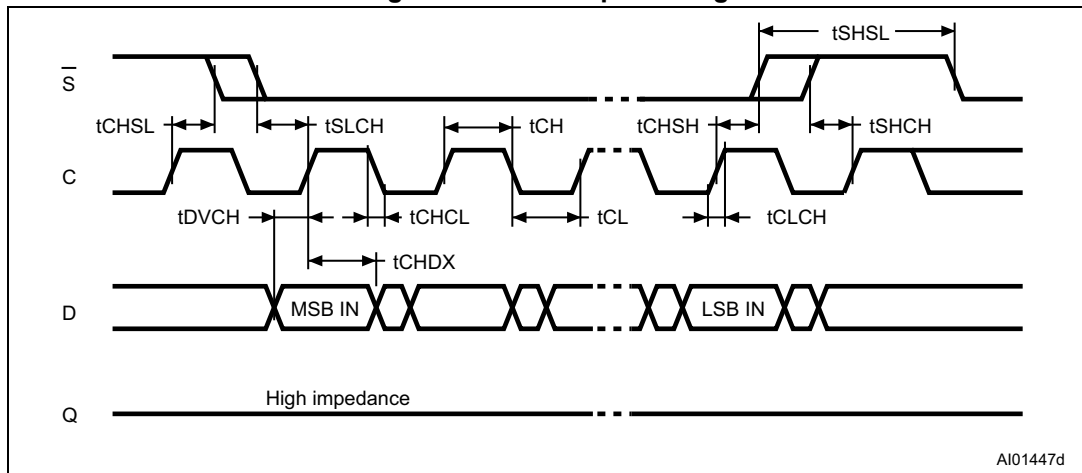 tSHSL
S̅
tCHSL
tSLCH
tCH
tCHSH
tSHCH
C
tDVCH
tCHCL
tCL
tCLCH
tCHDX
D
MSB IN
LSB IN
High impedance
Q
AI01447d